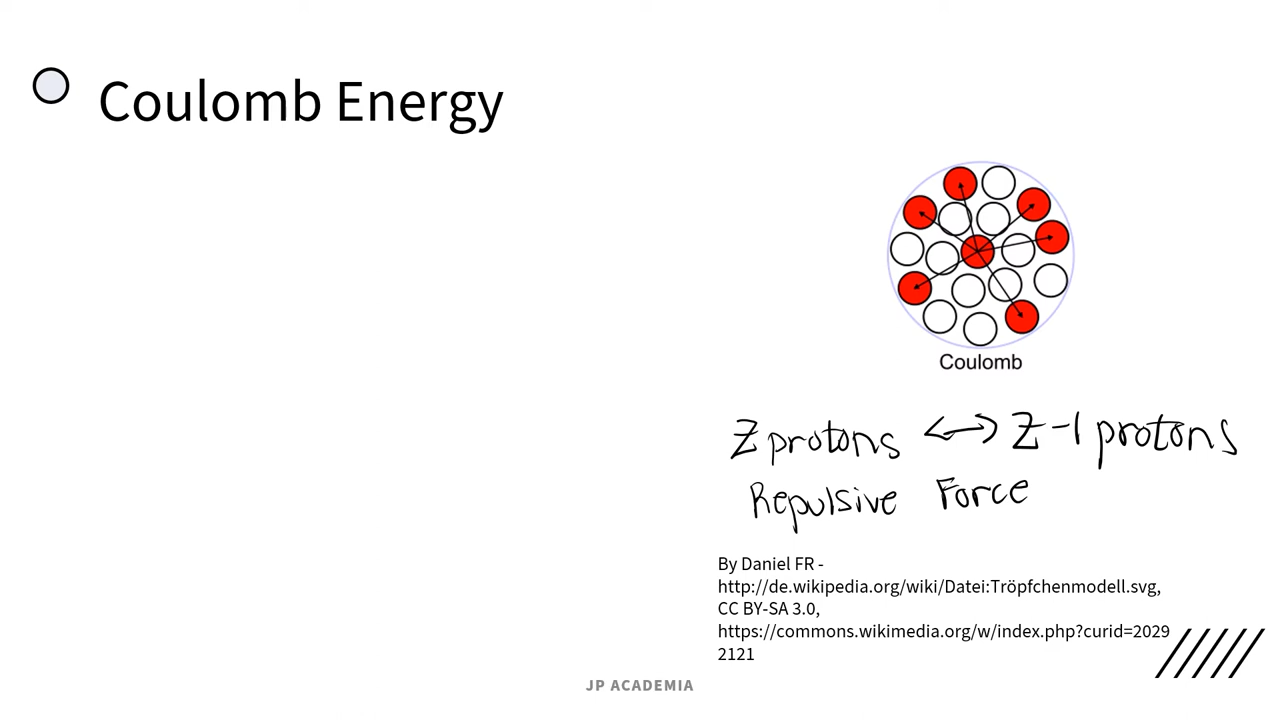 Coulomb Energy
Coulomb
Z protons <-> Z-1 protons
Repulsive Force
By Daniel FR -
http://de.wikipedia.org/wiki/Datei:Tröpfchenmodell.svg,
CC BY-SA 3.0,
https://commons.wikimedia.org/w/index.php?curid=2029
2121
JP ACADEMIA